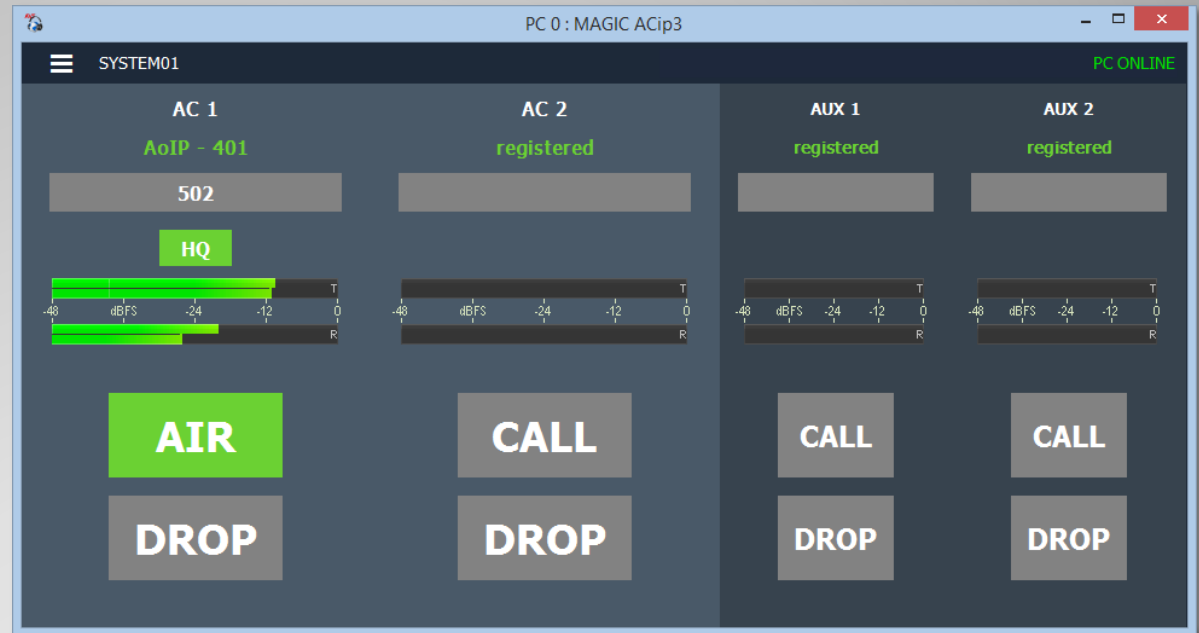 PC 0 : MAGIC ACip3
SYSTEM01 PC ONLINE
AC 1 AC 2 AUX 1 AUX 2
AoIP - 401 registered registered registered
502
HQ
T T T T
-48 dBFS -24 -12 0 -48 dBFS -24 -12 0 -48 dBFS -24 -12 0 -48 dBFS -24 -12 0
R R R R
AIR CALL CALL CALL
DROP DROP DROP DROP